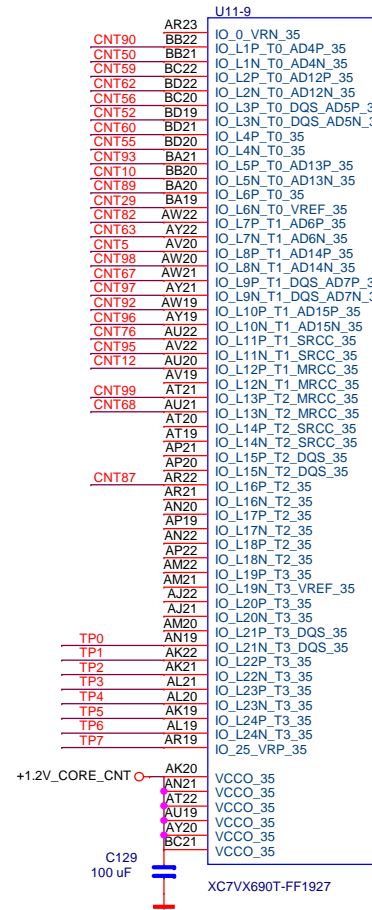 U11-9
AR23 IO_0_VRN_35
CNT90 BB22 IO_L1P_T0_AD4P_35
CNT50 BB21 IO_L1N_T0_AD4N_35
CNT59 BC22 IO_L2P_T0_AD12P_35
CNT62 BD22 IO_L2N_T0_AD12N_35
CNT56 BC20 IO_L3P_T0_DQS_AD5P_3
CNT52 BD19 IO_L3N_T0_DQS_AD5N_3
CNT60 BD21 IO_L4P_T0_35
CNT55 BD20 IO_L4N_T0_35
CNT93 BA21 IO_L5P_T0_AD13P_35
CNT10 BB20 IO_L5N_T0_AD13N_35
CNT89 BA20 IO_L6P_T0_35
CNT29 BA19 IO_L6N_T0_VREF_35
CNT82 AW22 IO_L7P_T1_AD6P_35
CNT63 AY22 IO_L7N_T1_AD6N_35
CNT5 AV20 IO_L8P_T1_AD14P_35
CNT98 AW20 IO_L8N_T1_AD14N_35
CNT67 AW21 IO_L9P_T1_DQS_AD7P_3
CNT97 AY21 IO_L9N_T1_DQS_AD7N_3
CNT92 AW19 IO_L10P_T1_AD15P_35
CNT96 AY19 IO_L10N_T1_AD15N_35
CNT76 AU22 IO_L11P_T1_SRCC_35
CNT95 AV22 IO_L11N_T1_SRCC_35
CNT12 AU20 IO_L12P_T1_MRCC_35
AV19 IO_L12N_T1_MRCC_35
CNT99 AT21 IO_L13P_T2_MRCC_35
CNT68 AU21 IO_L13N_T2_MRCC_35
AT20 IO_L14P_T2_SRCC_35
AT19 IO_L14N_T2_SRCC_35
AP21 IO_L15P_T2_DQS_35
AP20 IO_L15N_T2_DQS_35
CNT87 AR22 IO_L16P_T2_35
AR21 IO_L16N_T2_35
AN20 IO_L17P_T2_35
AP19 IO_L17N_T2_35
AN22 IO_L18P_T2_35
AP22 IO_L18N_T2_35
AM22 IO_L19P_T3_35
AM21 IO_L19N_T3_VREF_35
AJ22 IO_L20P_T3_35
AJ21 IO_L20N_T3_35
AM20 IO_L21P_T3_DQS_35
TP0 AN19 IO_L21N_T3_DQS_35
TP1 AK22 IO_L22P_T3_35
TP2 AK21 IO_L22N_T3_35
TP3 AL21 IO_L23P_T3_35
TP4 AL20 IO_L23N_T3_35
TP5 AK19 IO_L24P_T3_35
TP6 AL19 IO_L24N_T3_35
TP7 AR19 IO_25_VRP_35
+1.2V_CORE_CNT AK20 VCCO_35
AN21 VCCO_35
AT22 VCCO_35
AU19 VCCO_35
AY20 VCCO_35
BC21 VCCO_35
C129
100 uF
XC7VX690T-FF1927